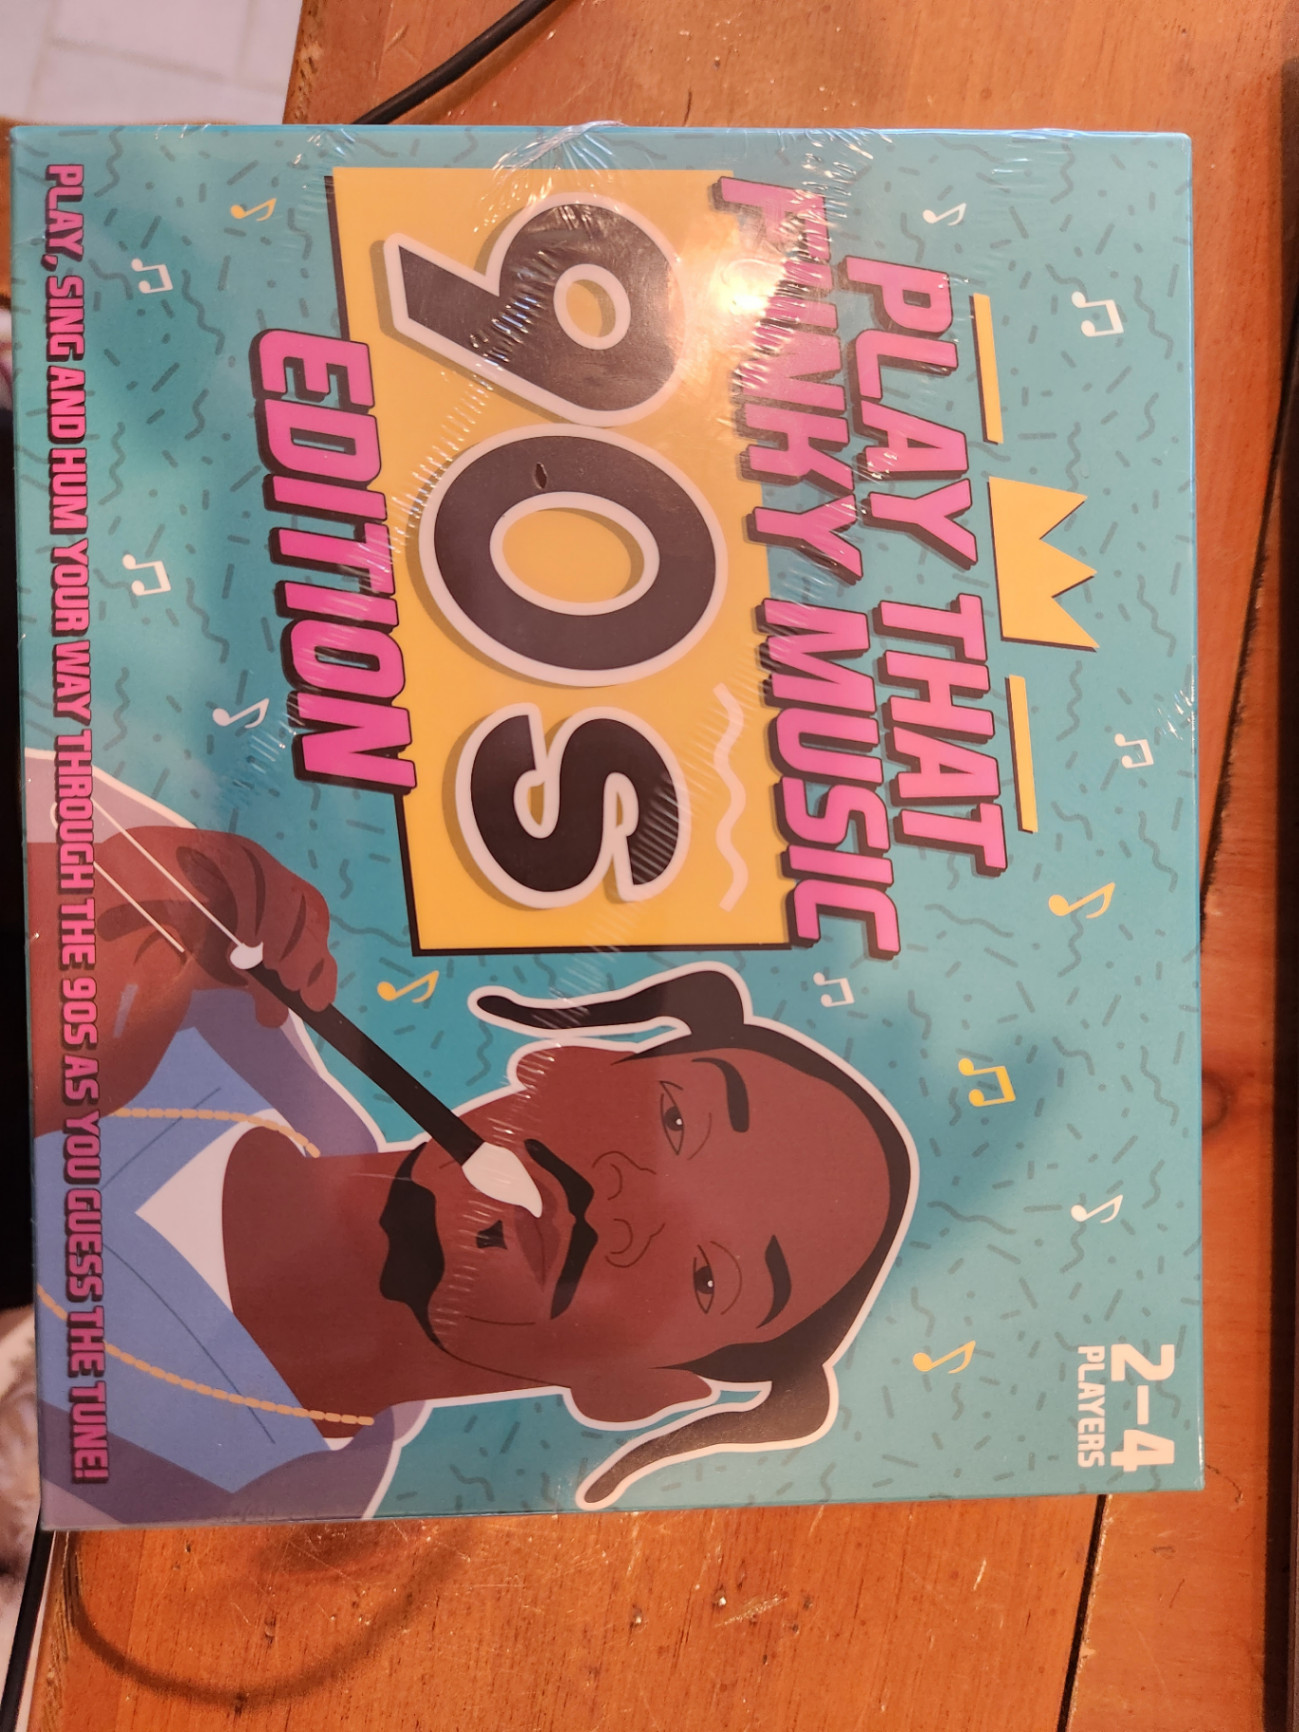 2-4
PLAYERS
PLAY THAT
FUNKY MUSIC
90S
EDITION
PLAY, SING AND HUM YOUR WAY THROUGH THE 90S AS YOU GUESS THE TUNE!